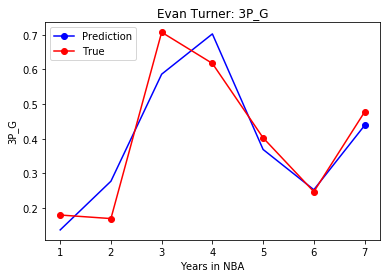 Evan Turner: 3P_G
Prediction
True
0.7
0.6
0.5
0.4
0.3
0.2
3P_G
1 2 3 4 5 6 7
Years in NBA